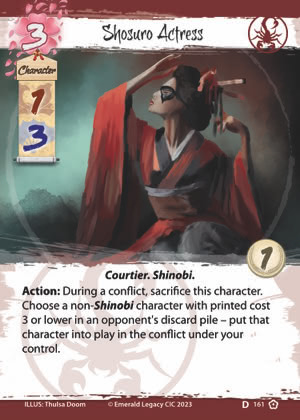 3
Shosuro Actress
Character
1
3
1
Courtier. Shinobi.
Action: During a conflict, sacrifice this character.
Choose a non-Shinobi character with printed cost
3 or lower in an opponent's discard pile – put that
character into play in the conflict under your
control.
ILLUS: Thulsa Doom © Emerald Legacy CIC 2023 D 161